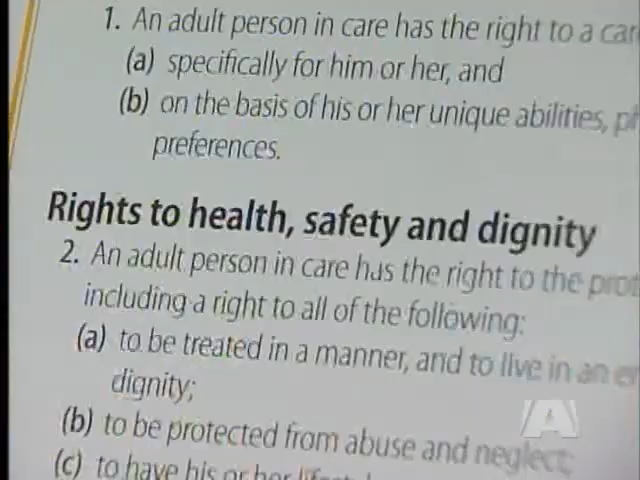 1. An adult person in care has the right to a
(a) specifically for him or her, and
(b) on the basis of his or her unique abilities,
preferences.
Rights to health, safety and dignity
2. An adult person in care has the right to the
including a right to all of the following:
(a) to be treated in a manner, and to live in an
dignity;
(b) to be protected from abuse and neglect;
(c) to have his or her
A